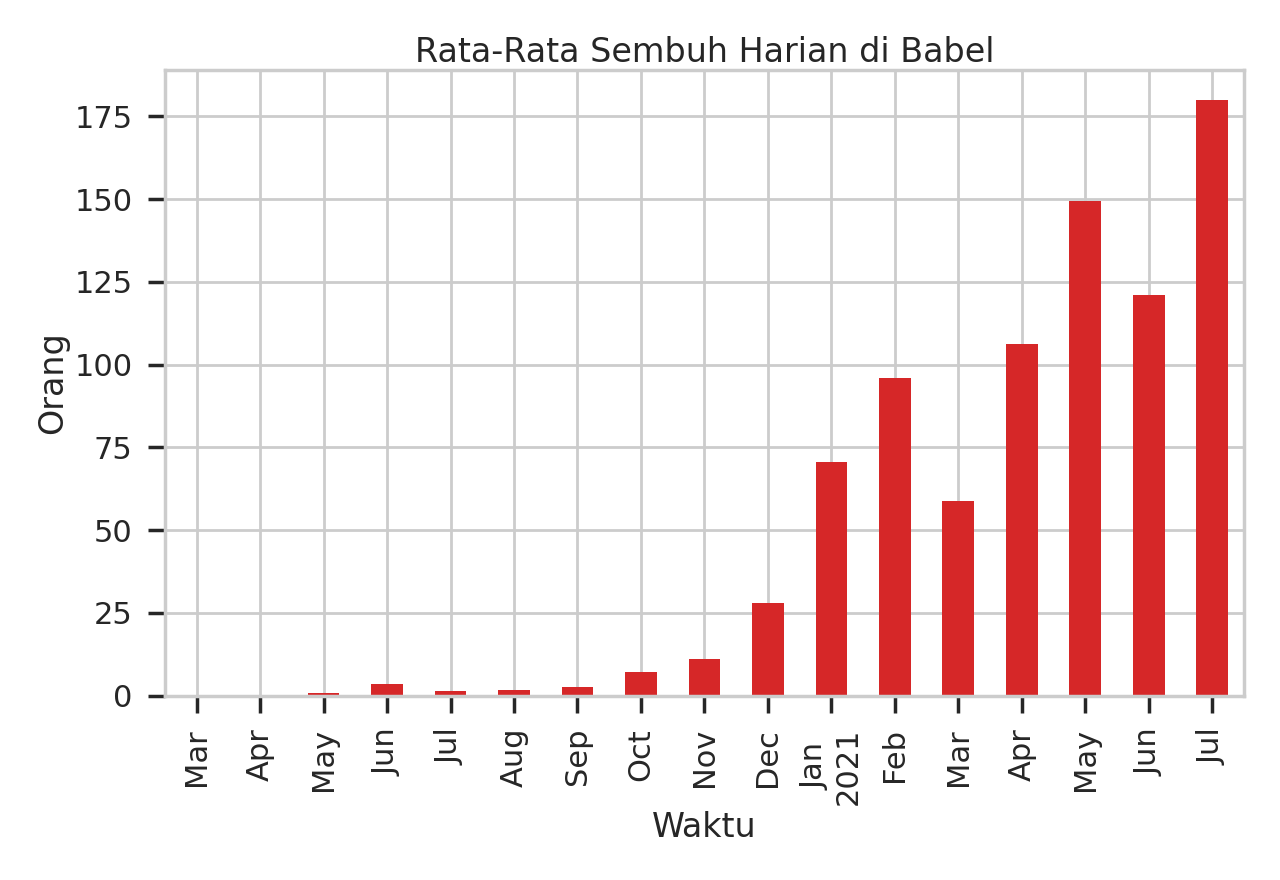 Rata-Rata Sembuh Harian di Babel
175
150
125
100
75
50
25
0
Orang
Mar
Apr
May
Jun
Jul
Aug
Sep
Oct
Nov
Dec
Jan
2021
Feb
Mar
Apr
May
Jun
Jul
Waktu